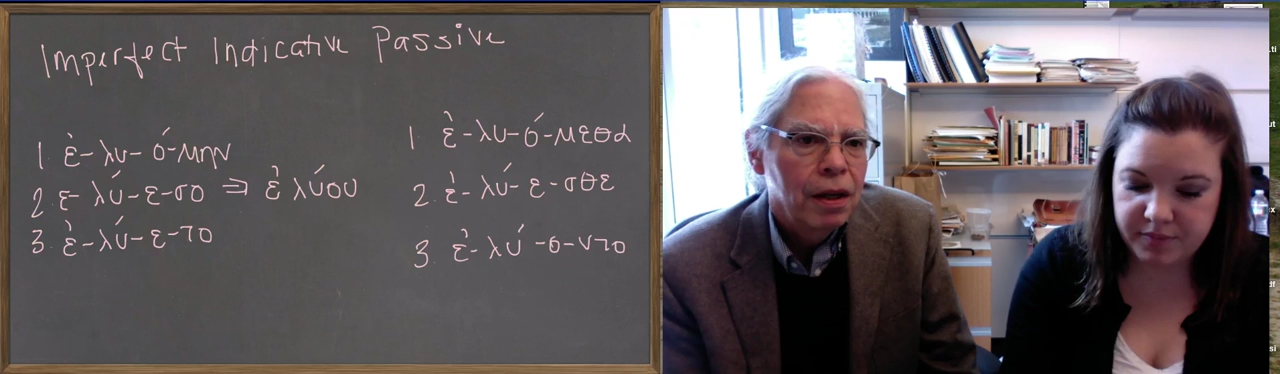 Imperfect Indicative Passive
1. ἐ-λυ-ό-μην
2. ε-λύ-ε-σο ⇒ ἐλύου
3. ἐ-λύ-ε-το
1. ἐ-λυ-ό-μεθα
2. ἐ-λύ-ε-σθε
3. ἐ-λύ-ο-ντο